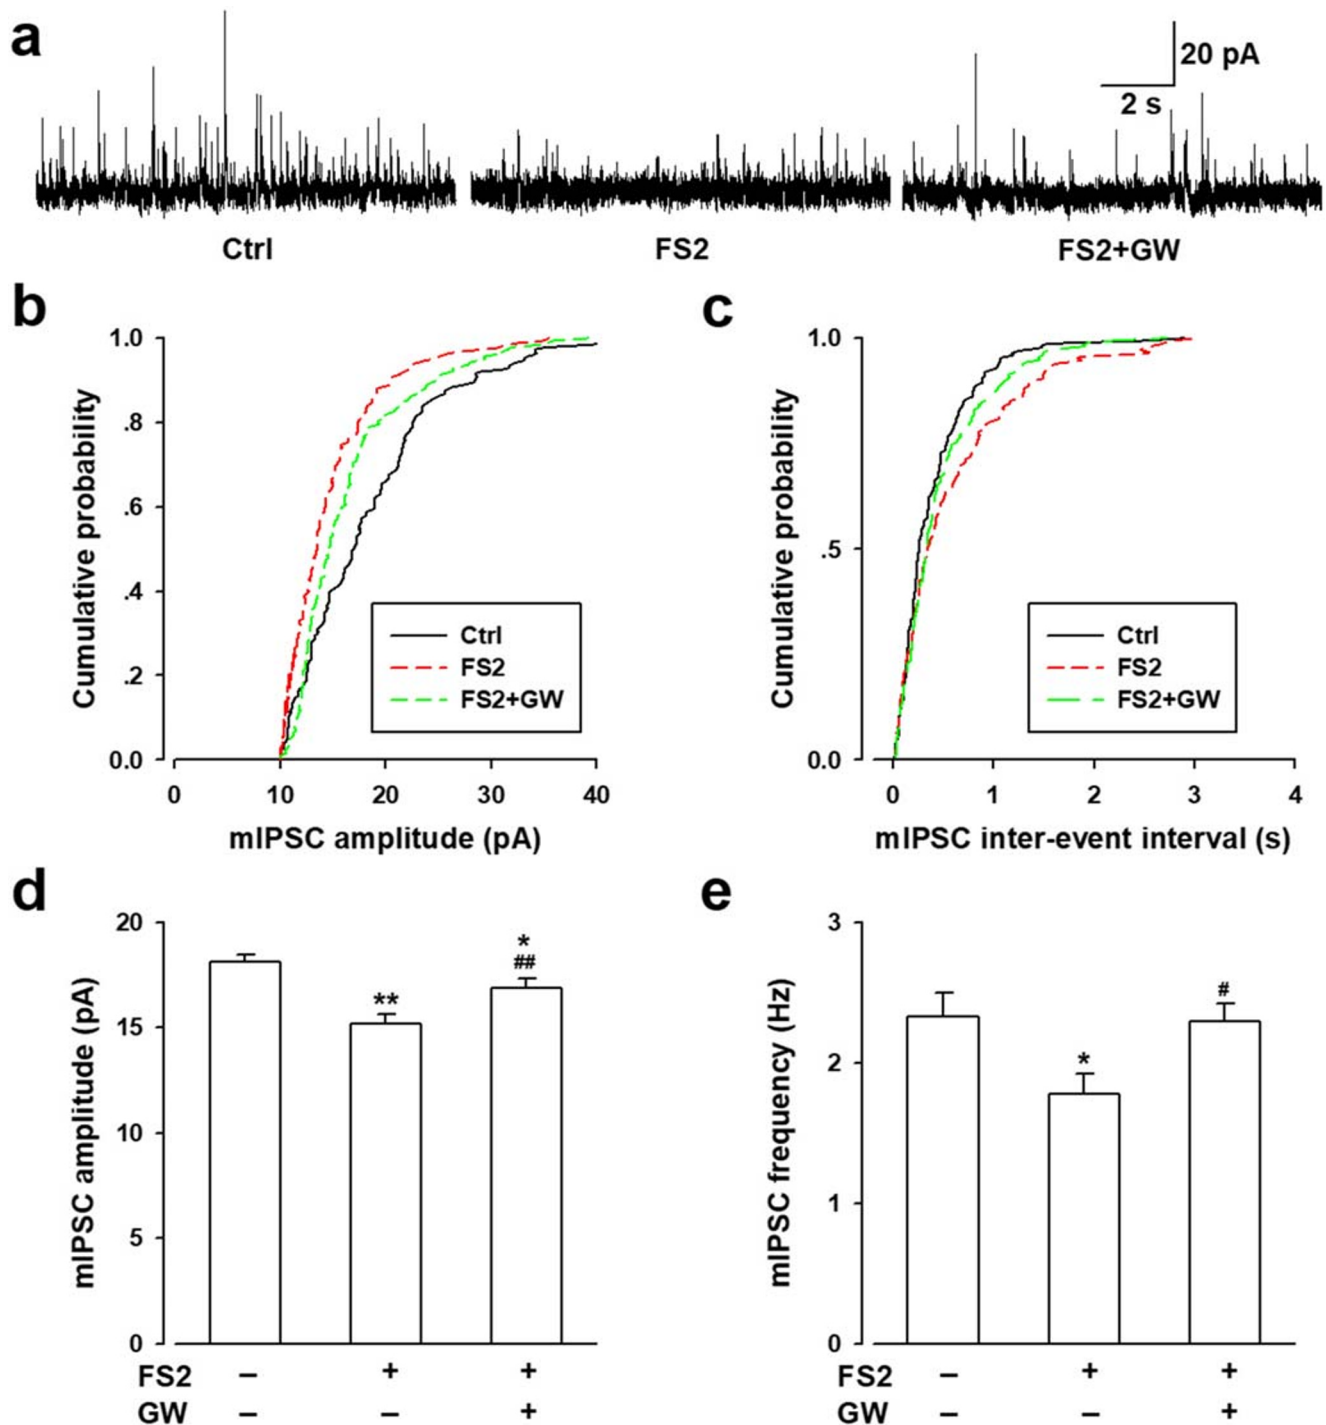 a
20 pA
2 s
Ctrl
FS2
FS2+GW
b
1.0
.8
.6
.4
.2
0.0
Cumulative probability
Ctrl
FS2
FS2+GW
0 10 20 30 40
mIPSC amplitude (pA)
c
1.0
.5
0.0
Cumulative probability
Ctrl
FS2
FS2+GW
0 1 2 3 4
mIPSC inter-event interval (s)
d
20
15
10
5
0
mIPSC amplitude (pA)
**
*
##
FS2 – + +
GW – – +
e
3
2
1
0
mIPSC frequency (Hz)
*
#
FS2 – + +
GW – – +